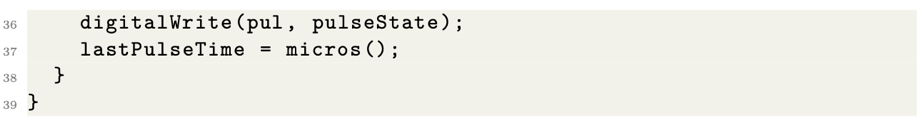 36 digitalWrite(pul, pulseState);
37 lastPulseTime = micros();
38 }
39 }